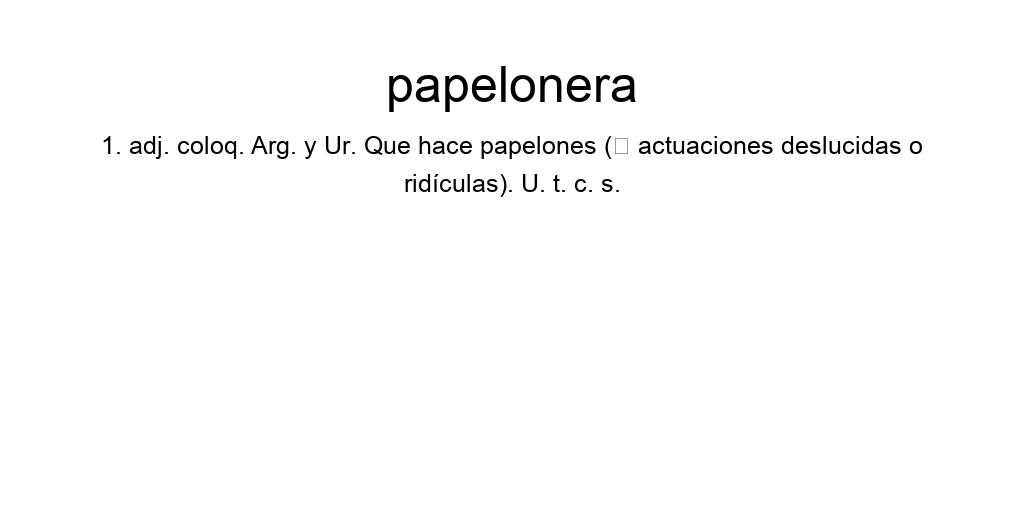 papelonera
1. adj. coloq. Arg. y Ur. Que hace papelones (□ actuaciones deslucidas o
ridículas). U. t. c. s.